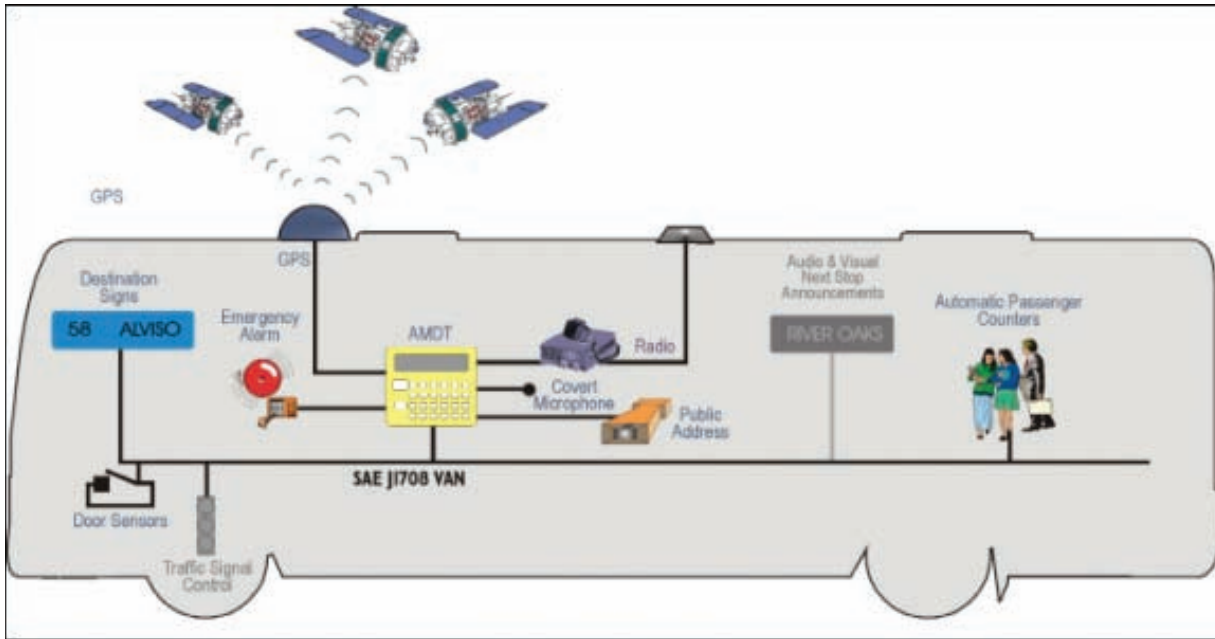 GPS
GPS
Destination
Signs
58 ALVISO
Emergency
Alarm
AMDT
Radio
Covert
Microphone
Public
Address
Audio & Visual
Next Stop
Announcements
RIVER OAKS
Automatic Passenger
Counters
SAE J1708 VAN
Door Sensors
Traffic Signal
Control